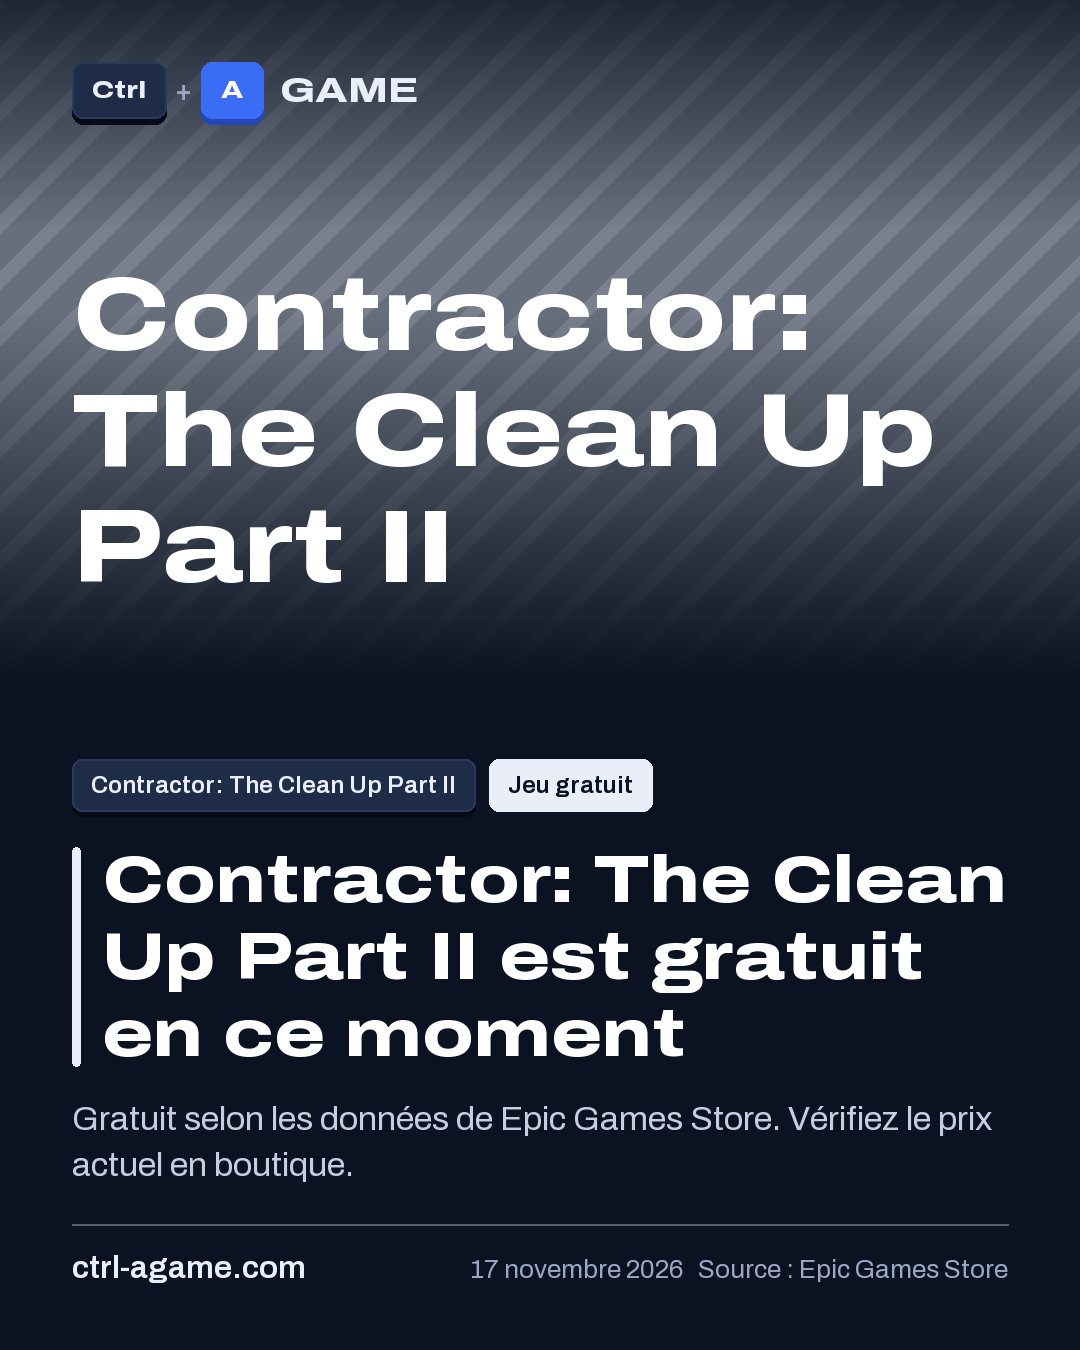 Ctrl + A GAME
Contractor:
The Clean Up
Part II
Contractor: The Clean Up Part II Jeu gratuit
Contractor: The Clean
Up Part II est gratuit
en ce moment
Gratuit selon les données de Epic Games Store. Vérifiez le prix
actuel en boutique.
ctrl-agame.com 17 novembre 2026 Source : Epic Games Store